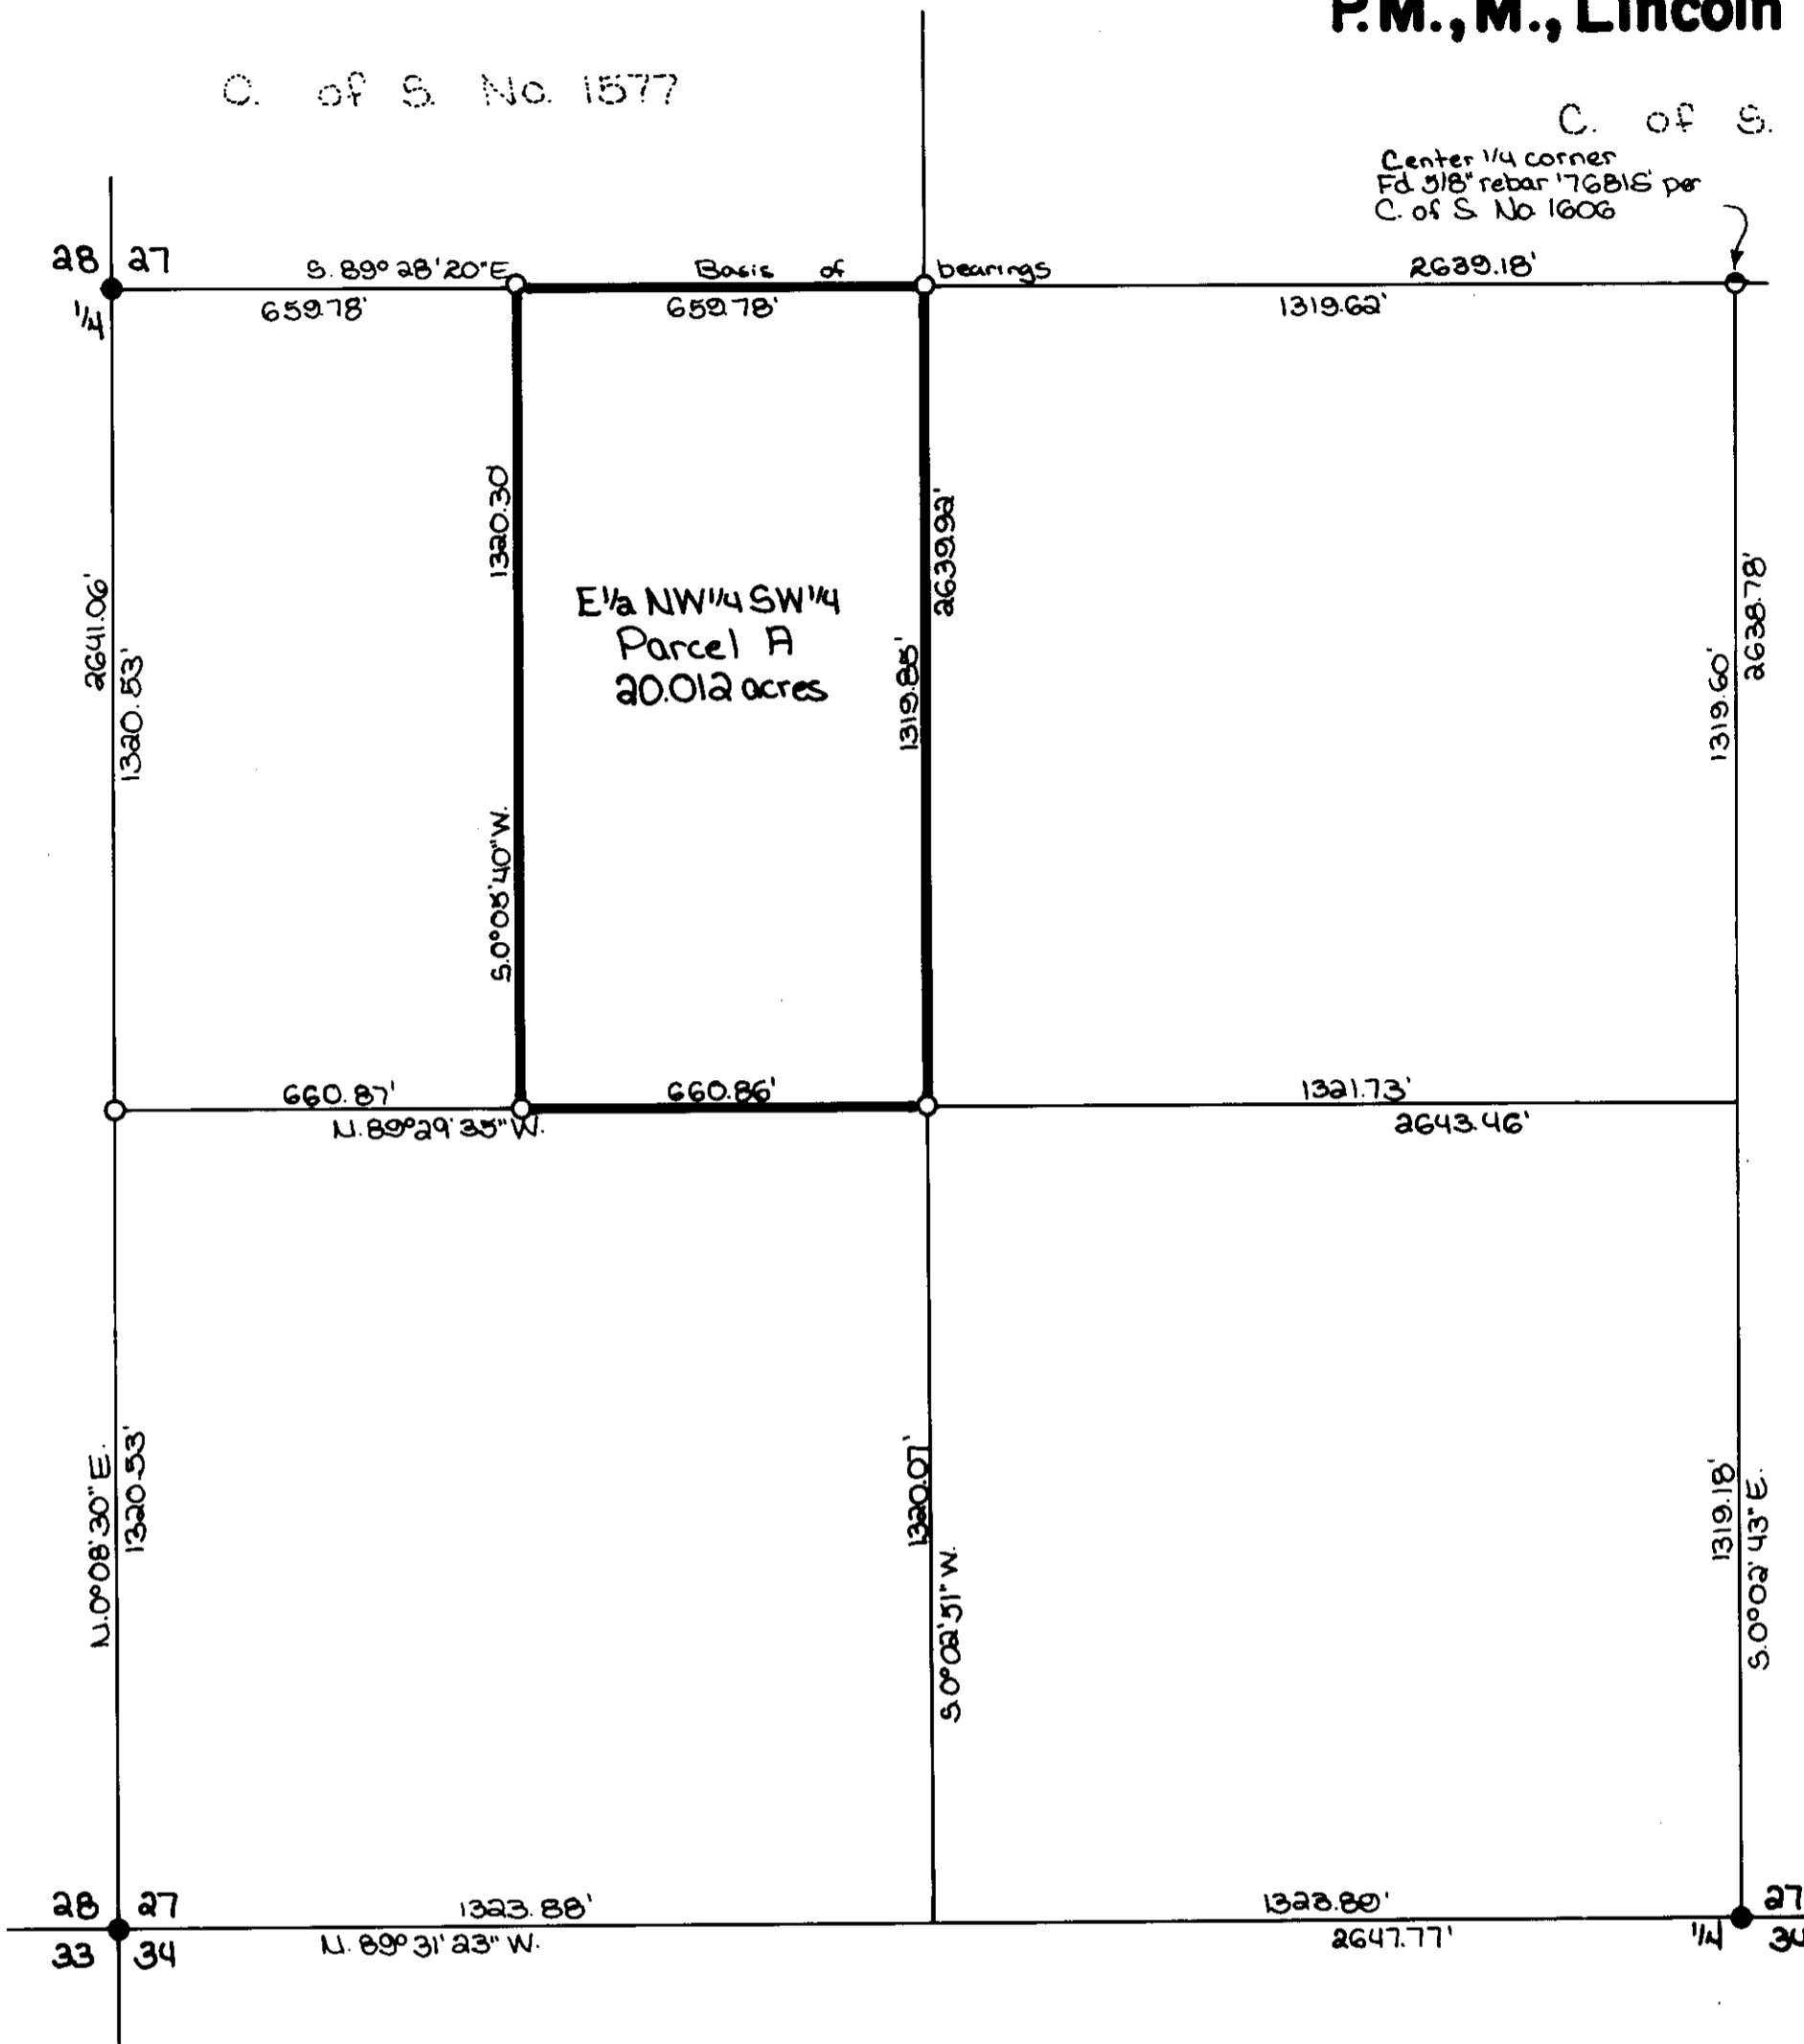 P.M., M., Lincoln
C. of S. No. 1577
C. of S.
Center 1/4 corner
Fd 5/8" rebar '7681S' per
C. of S. No. 1606
28 27
1/4
S. 89° 28' 20" E.
Basis of bearings
2639.18'
659.78'
659.78'
1319.62'
2641.06'
1320.53'
1320.30'
S. 0° 05' 40" W.
E1/2 NW1/4 SW1/4
Parcel A
20.012 acres
1319.85'
2639.92'
1319.60'
2638.78'
660.87'
660.86'
1321.73'
N. 89° 29' 35" W.
2643.46'
N. 0° 08' 30" E.
1320.53'
1320.07'
S. 0° 02' 51" W.
1319.18'
S. 0° 02' 43" E.
28 27
1323.88'
27
33 34
N. 89° 31' 23" W.
2647.77'
1/4
34